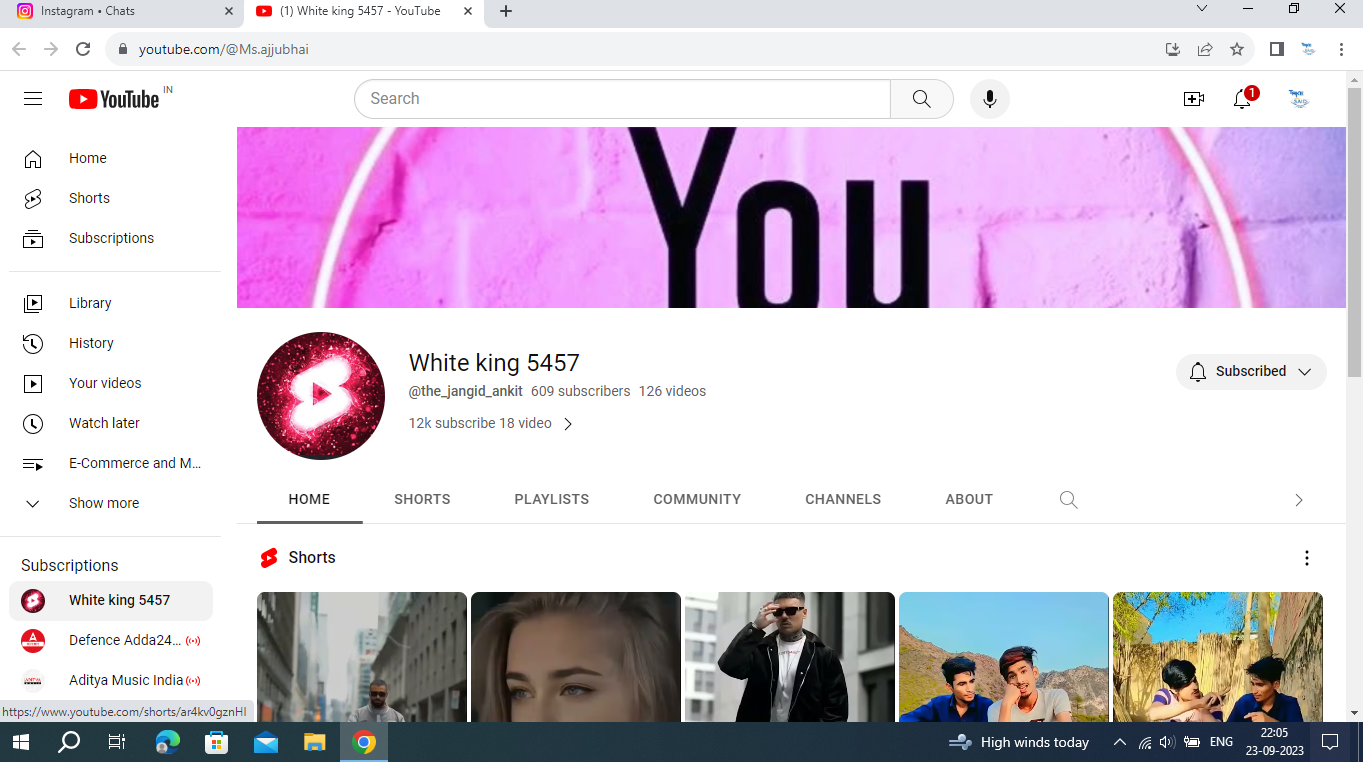 Instagram • Chats
(1) White king 5457 - YouTube
youtube.com/@Ms.ajjubhai
YouTube IN
Search
1
Home
Shorts
Subscriptions
Library
History
Your videos
Watch later
E-Commerce and M...
Show more
Subscriptions
White king 5457
Defence Adda24...
Aditya Music India
https://www.youtube.com/shorts/ar4kv0gznHI
You
White king 5457
@the_jangid_ankit 609 subscribers 126 videos
12k subscribe 18 video
Subscribed
HOME SHORTS PLAYLISTS COMMUNITY CHANNELS ABOUT
Shorts
High winds today
ENG
22:05
23-09-2023